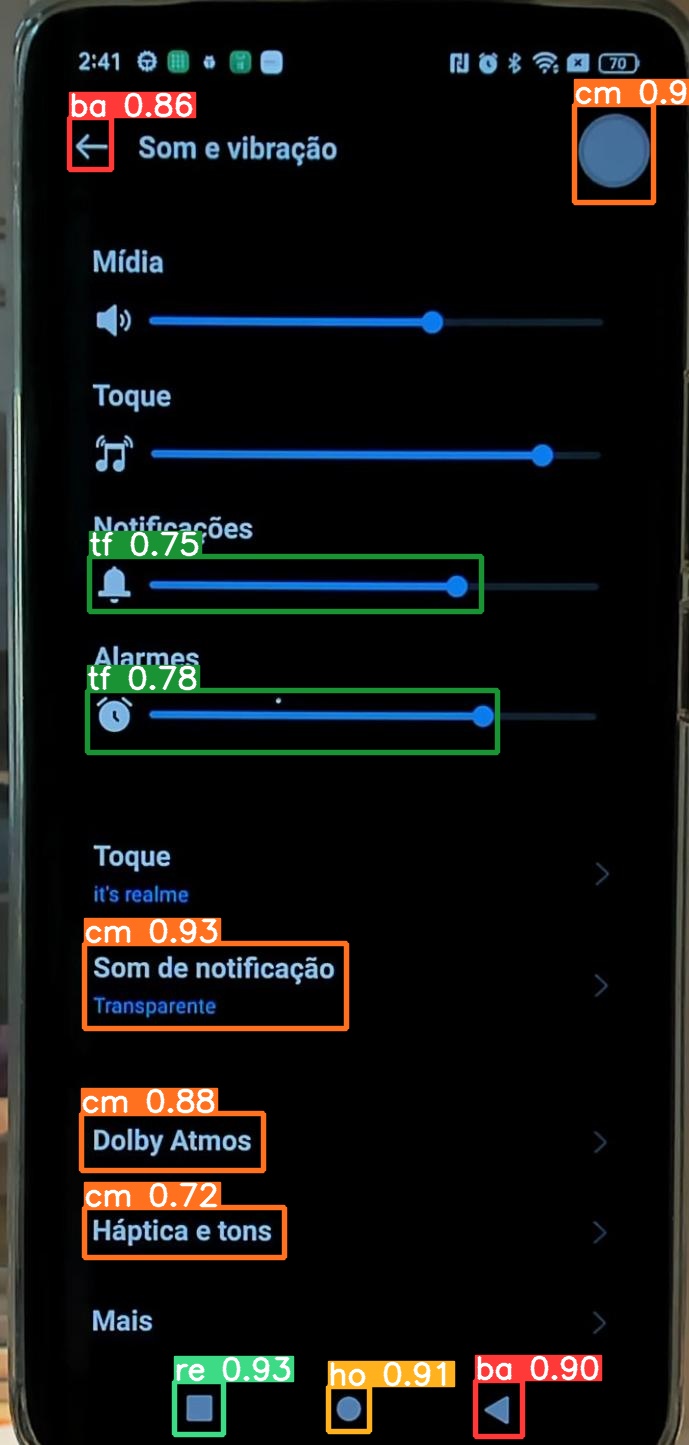 2:41 70
ba 0.86
cm 0.9
Som e vibração
Mídia
Toque
Notificações
tf 0.75
Alarmes
tf 0.78
Toque
it's realme
cm 0.93
Som de notificação
Transparente
cm 0.88
Dolby Atmos
cm 0.72
Háptica e tons
Mais
re 0.93 ho 0.91 ba 0.90